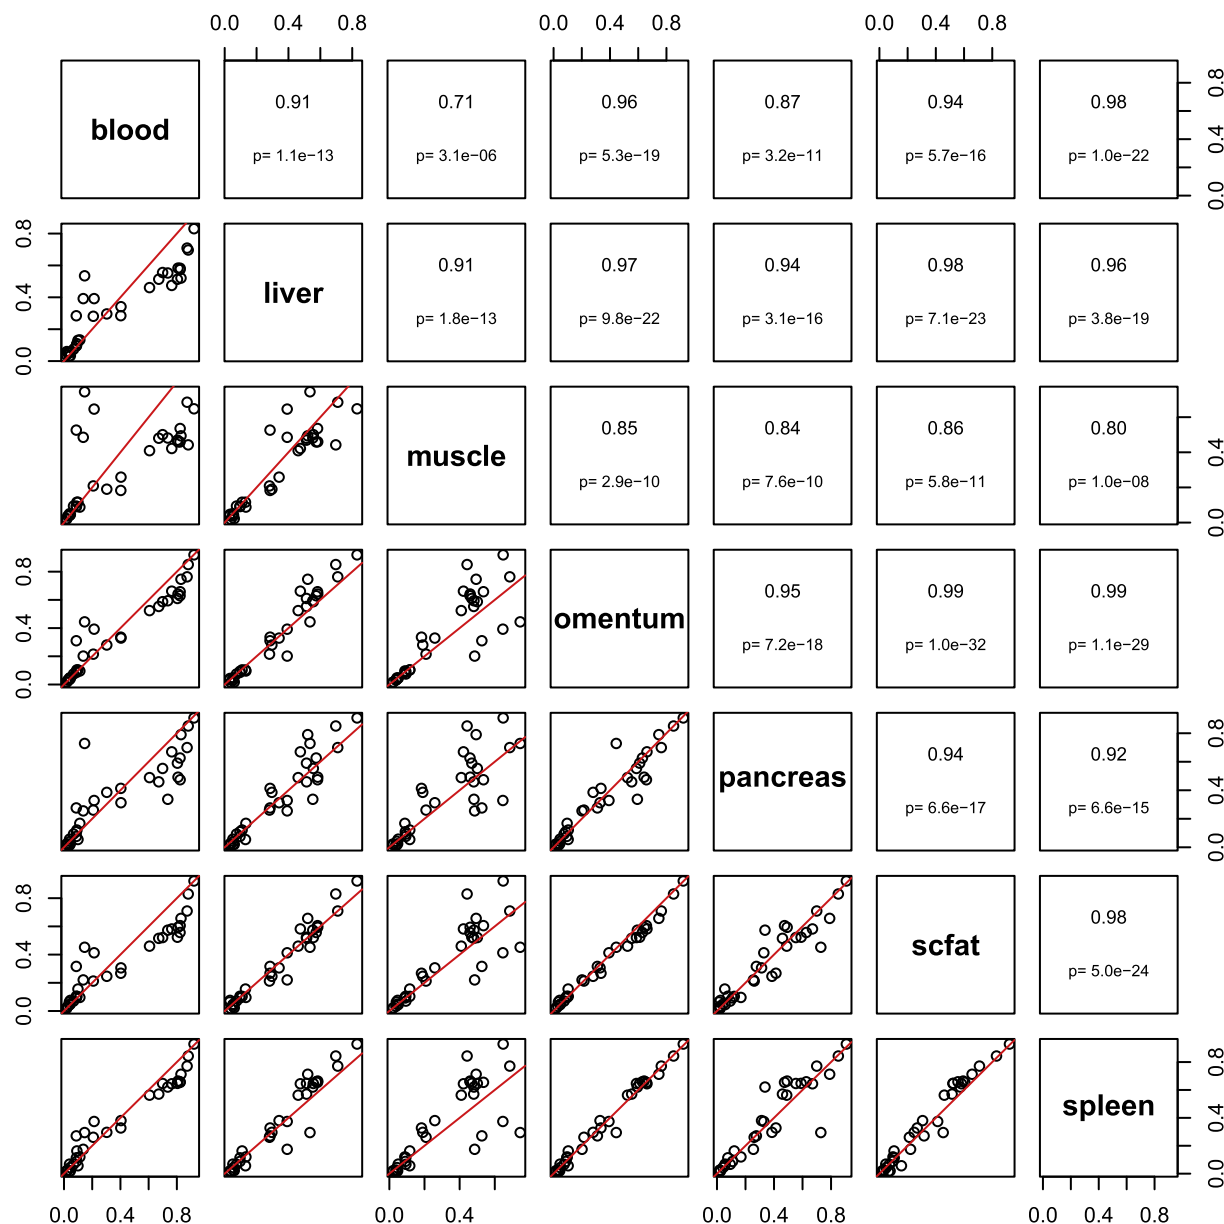 0.0 0.4 0.8 0.0 0.4 0.8 0.0 0.4 0.8
blood 0.91 0.71 0.96 0.87 0.94 0.98
p= 1.1e−13 p= 3.1e−06 p= 5.3e−19 p= 3.2e−11 p= 5.7e−16 p= 1.0e−22
0.0 0.4 0.8
0.0 0.4 0.8
liver 0.91 0.97 0.94 0.98 0.96
p= 1.8e−13 p= 9.8e−22 p= 3.1e−16 p= 7.1e−23 p= 3.8e−19
muscle 0.85 0.84 0.86 0.80
p= 2.9e−10 p= 7.6e−10 p= 5.8e−11 p= 1.0e−08
0.0 0.4
0.0 0.4 0.8
omentum 0.95 0.99 0.99
p= 7.2e−18 p= 1.0e−32 p= 1.1e−29
pancreas 0.94 0.92
p= 6.6e−17 p= 6.6e−15
0.0 0.4 0.8
0.0 0.4 0.8
scfat 0.98
p= 5.0e−24
spleen
0.0 0.4 0.8
0.0 0.4 0.8 0.0 0.4 0.0 0.4 0.8 0.0 0.4 0.8